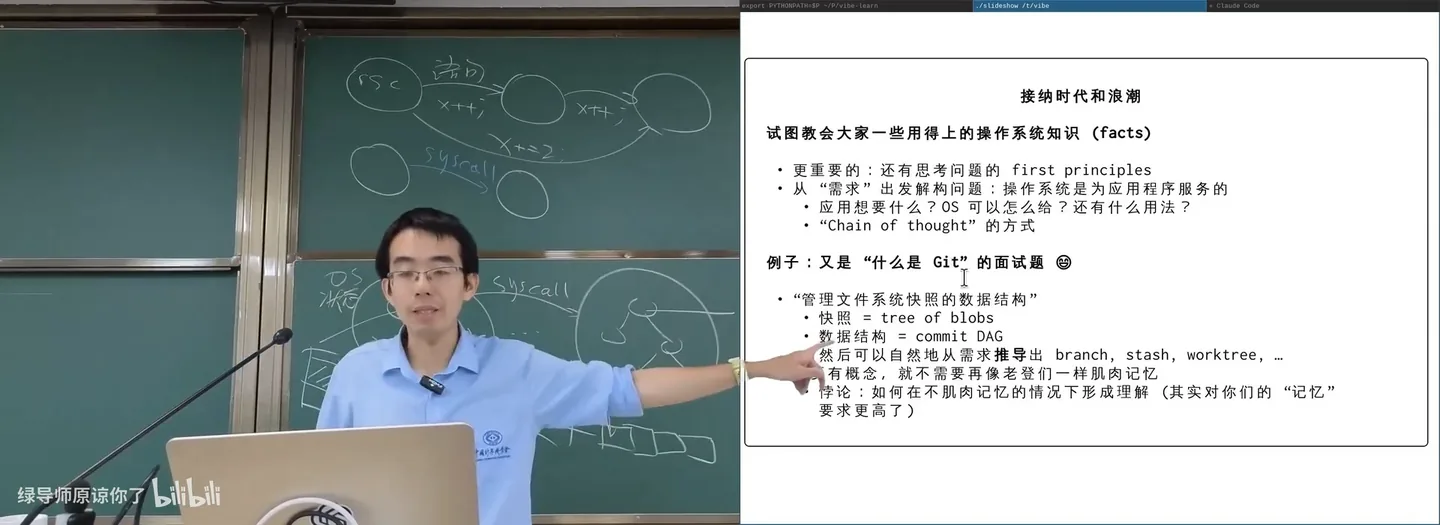 export PYTHONPATH=$P ~/P/vibe-learn
./slideshow /t/vibe
Claude Code
rsc
语句
x++;
x++;
x+=2;
syscall
OS
状态
syscall
...
接纳时代和浪潮
试图教会大家一些用得上的操作系统知识 (facts)
• 更重要的：还有思考问题的 first principles
• 从 “需求” 出发解构问题：操作系统是为应用程序服务的
• 应用想要什么？OS 可以怎么给？还有什么用法？
• “Chain of thought” 的方式
例子：又是 “什么是 Git” 的面试题 😄
• “管理文件系统快照的数据结构”
• 快照 = tree of blobs
• 数据结构 = commit DAG
然后可以自然地从需求推导出 branch, stash, worktree, …
有概念，就不需要再像老登们一样肌肉记忆
• 悖论：如何在不肌肉记忆的情况下形成理解 (其实对你们的 “记忆”
要求更高了)
绿导师原谅你了 bilibili